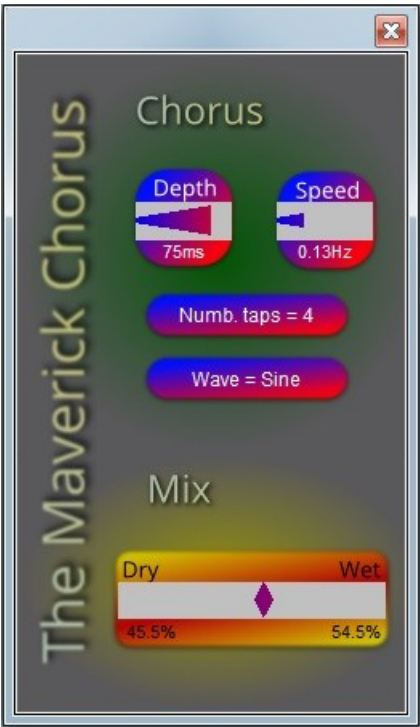 The Maverick Chorus
Chorus
Depth
75ms
Speed
0.13Hz
Numb. taps = 4
Wave = Sine
Mix
Dry
Wet
45.5%
54.5%